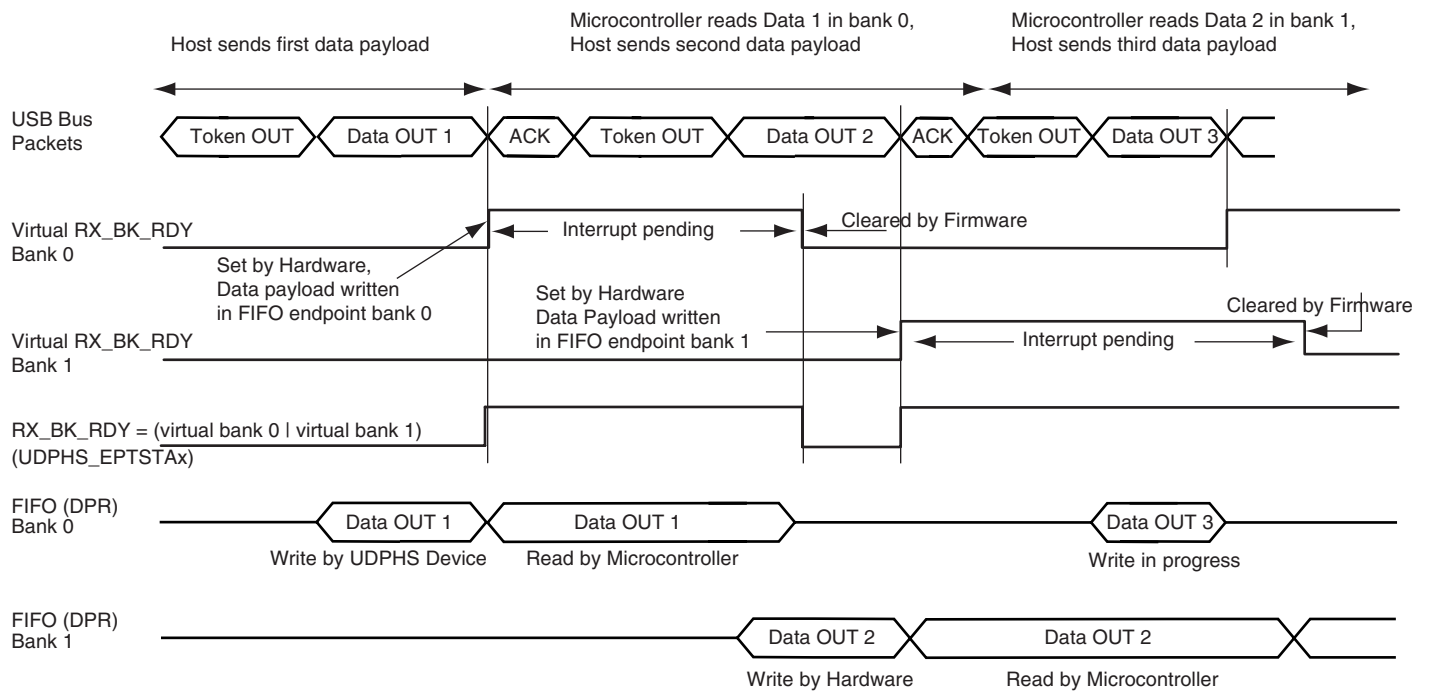 Host sends first data payload
Microcontroller reads Data 1 in bank 0,
Host sends second data payload
Microcontroller reads Data 2 in bank 1,
Host sends third data payload
USB Bus
Packets
Token OUT
Data OUT 1
ACK
Token OUT
Data OUT 2
ACK
Token OUT
Data OUT 3
Virtual RX_BK_RDY
Bank 0
Interrupt pending
Cleared by Firmware
Set by Hardware,
Data payload written
in FIFO endpoint bank 0
Set by Hardware
Data Payload written
in FIFO endpoint bank 1
Cleared by Firmware
Virtual RX_BK_RDY
Bank 1
Interrupt pending
RX_BK_RDY = (virtual bank 0 | virtual bank 1)
(UDPHS_EPTSTAx)
FIFO (DPR)
Bank 0
Data OUT 1
Data OUT 1
Data OUT 3
Write by UDPHS Device
Read by Microcontroller
Write in progress
FIFO (DPR)
Bank 1
Data OUT 2
Data OUT 2
Write by Hardware
Read by Microcontroller